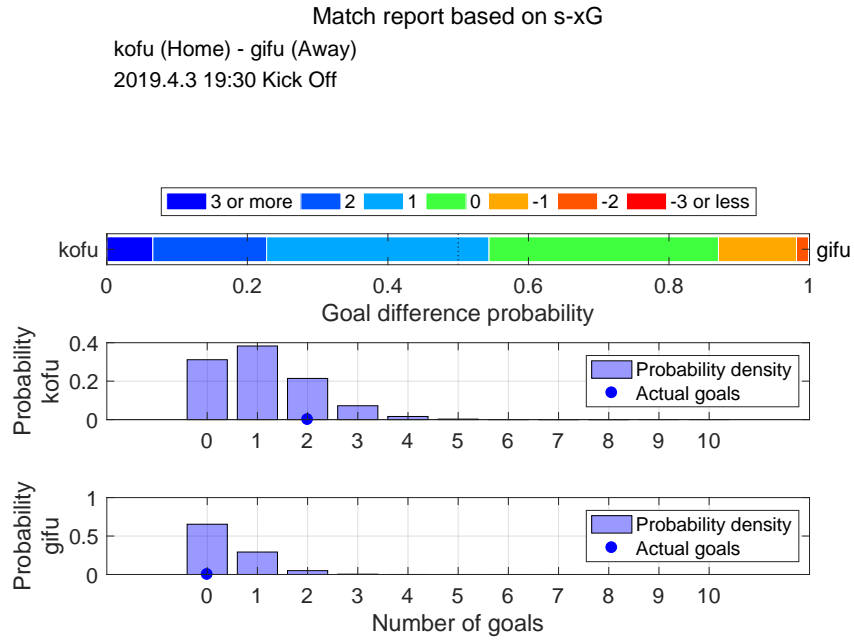 Match report based on s-xG
kofu (Home) - gifu (Away)
2019.4.3 19:30 Kick Off
3 or more 2 1 0 -1 -2 -3 or less
kofu gifu
0 0.2 0.4 0.6 0.8 1
Goal difference probability
Probability
kofu
0.4
0.2
0
Probability density
Actual goals
0 1 2 3 4 5 6 7 8 9 10
Probability
gifu
1
0.5
0
Probability density
Actual goals
0 1 2 3 4 5 6 7 8 9 10
Number of goals